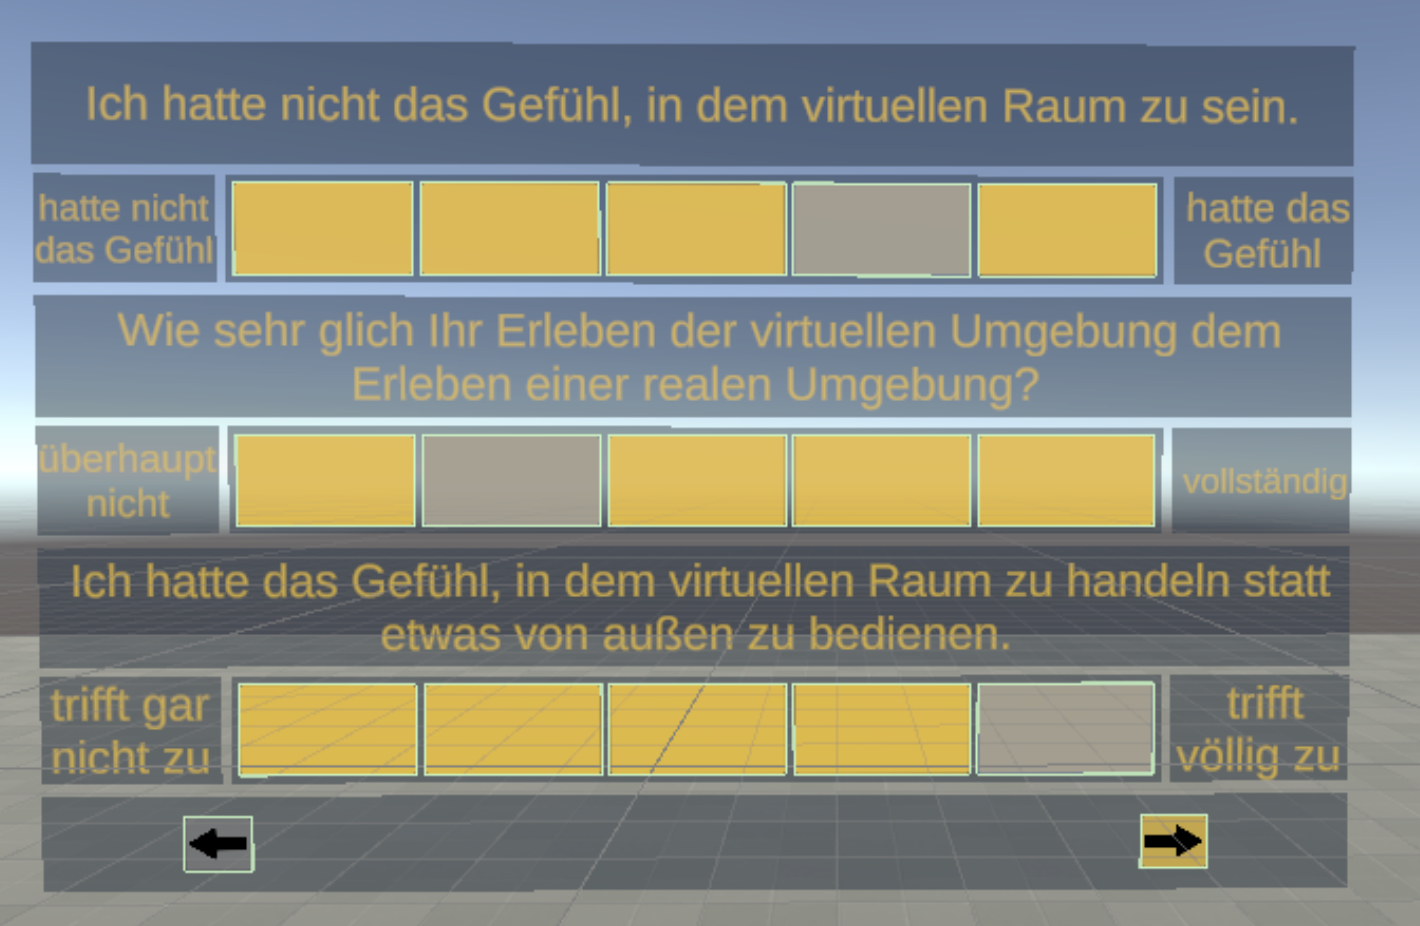 Ich hatte nicht das Gefühl, in dem virtuellen Raum zu sein.
hatte nicht
das Gefühl
hatte das
Gefühl
Wie sehr glich Ihr Erleben der virtuellen Umgebung dem
Erleben einer realen Umgebung?
überhaupt
nicht
vollständig
Ich hatte das Gefühl, in dem virtuellen Raum zu handeln statt
etwas von außen zu bedienen.
trifft gar
nicht zu
trifft
völlig zu